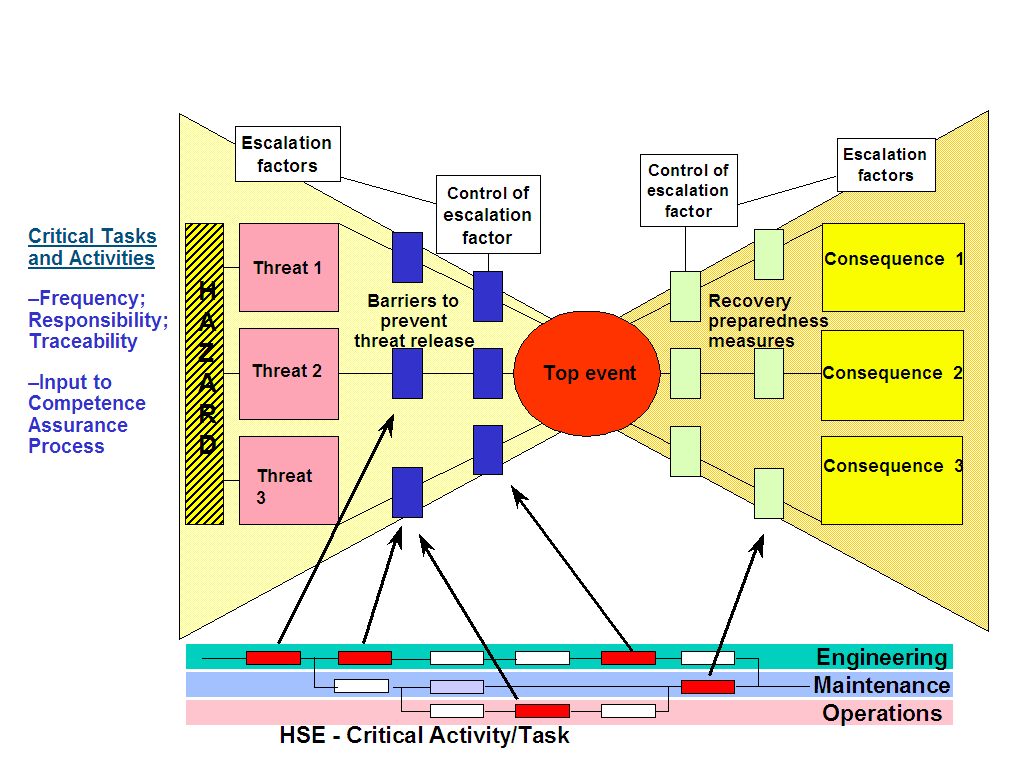 Escalation
factors
Control of
escalation
factor
Control of
escalation
factor
Escalation
factors
Critical Tasks
and Activities
–Frequency;
Responsibility;
Traceability
–Input to
Competence
Assurance
Process
HAZARD
Threat 1
Threat 2
Threat
3
Barriers to
prevent
threat release
Top event
Recovery
preparedness
measures
Consequence 1
Consequence 2
Consequence 3
Engineering
Maintenance
Operations
HSE - Critical Activity/Task